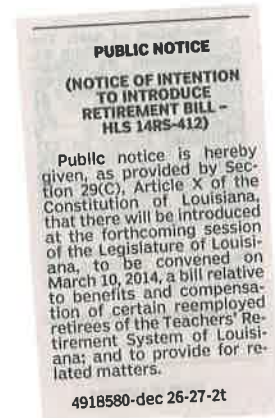 PUBLIC NOTICE
(NOTICE OF INTENTION
TO INTRODUCE
RETIREMENT BILL –
HLS 14RS-412)
Public notice is hereby
given, as provided by Sec-
tion 29(C), Article X of the
Constitution of Louisiana,
that there will be introduced
at the forthcoming session
of the Legislature of Louisi-
ana, to be convened on
March 10, 2014, a bill relative
to benefits and compensa-
tion of certain reemployed
retirees of the Teachers' Re-
tirement System of Louisi-
ana; and to provide for re-
lated matters.
4918580-dec 26-27-2t